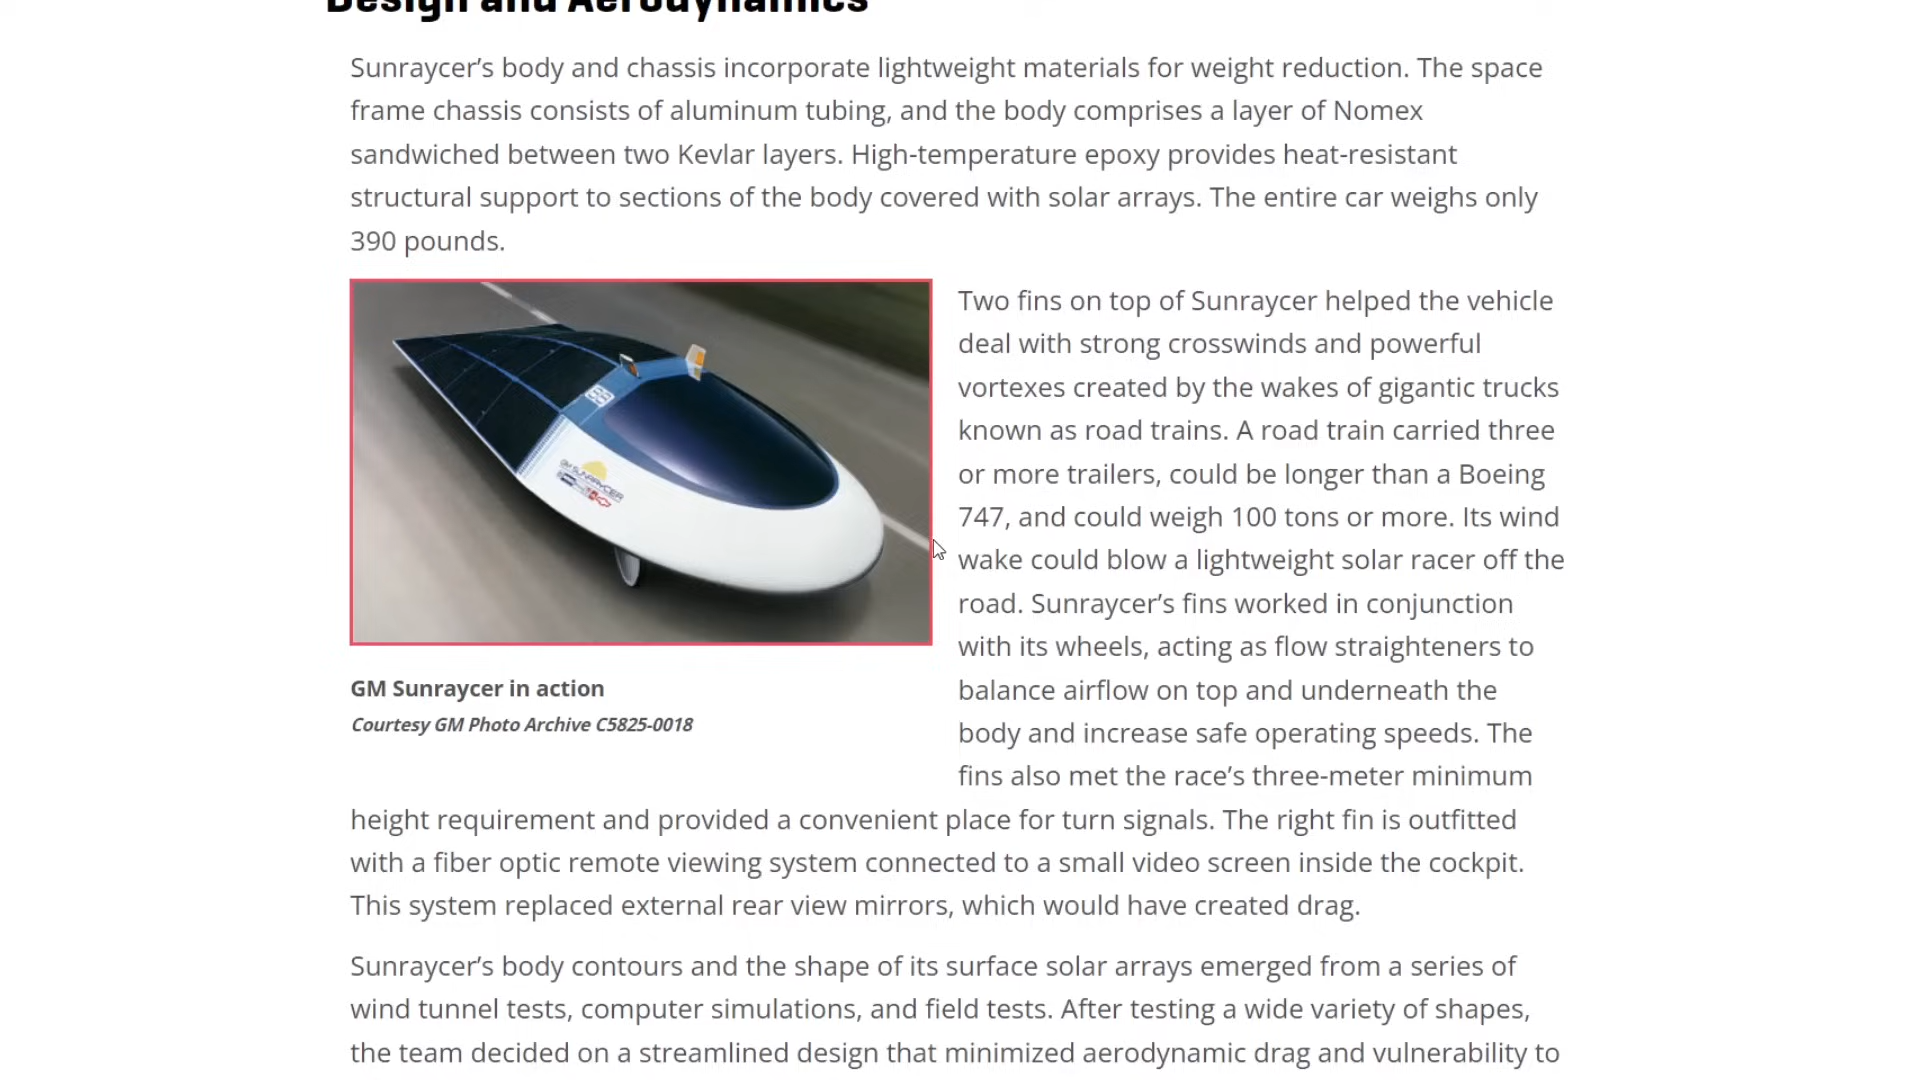 Design and Aerodynamics
Sunraycer’s body and chassis incorporate lightweight materials for weight reduction. The space
frame chassis consists of aluminum tubing, and the body comprises a layer of Nomex
sandwiched between two Kevlar layers. High-temperature epoxy provides heat-resistant
structural support to sections of the body covered with solar arrays. The entire car weighs only
390 pounds.
GM SUNRAYCER
GM Sunraycer in action
Courtesy GM Photo Archive C5825-0018
Two fins on top of Sunraycer helped the vehicle
deal with strong crosswinds and powerful
vortexes created by the wakes of gigantic trucks
known as road trains. A road train carried three
or more trailers, could be longer than a Boeing
747, and could weigh 100 tons or more. Its wind
wake could blow a lightweight solar racer off the
road. Sunraycer’s fins worked in conjunction
with its wheels, acting as flow straighteners to
balance airflow on top and underneath the
body and increase safe operating speeds. The
fins also met the race’s three-meter minimum
height requirement and provided a convenient place for turn signals. The right fin is outfitted
with a fiber optic remote viewing system connected to a small video screen inside the cockpit.
This system replaced external rear view mirrors, which would have created drag.
Sunraycer’s body contours and the shape of its surface solar arrays emerged from a series of
wind tunnel tests, computer simulations, and field tests. After testing a wide variety of shapes,
the team decided on a streamlined design that minimized aerodynamic drag and vulnerability to